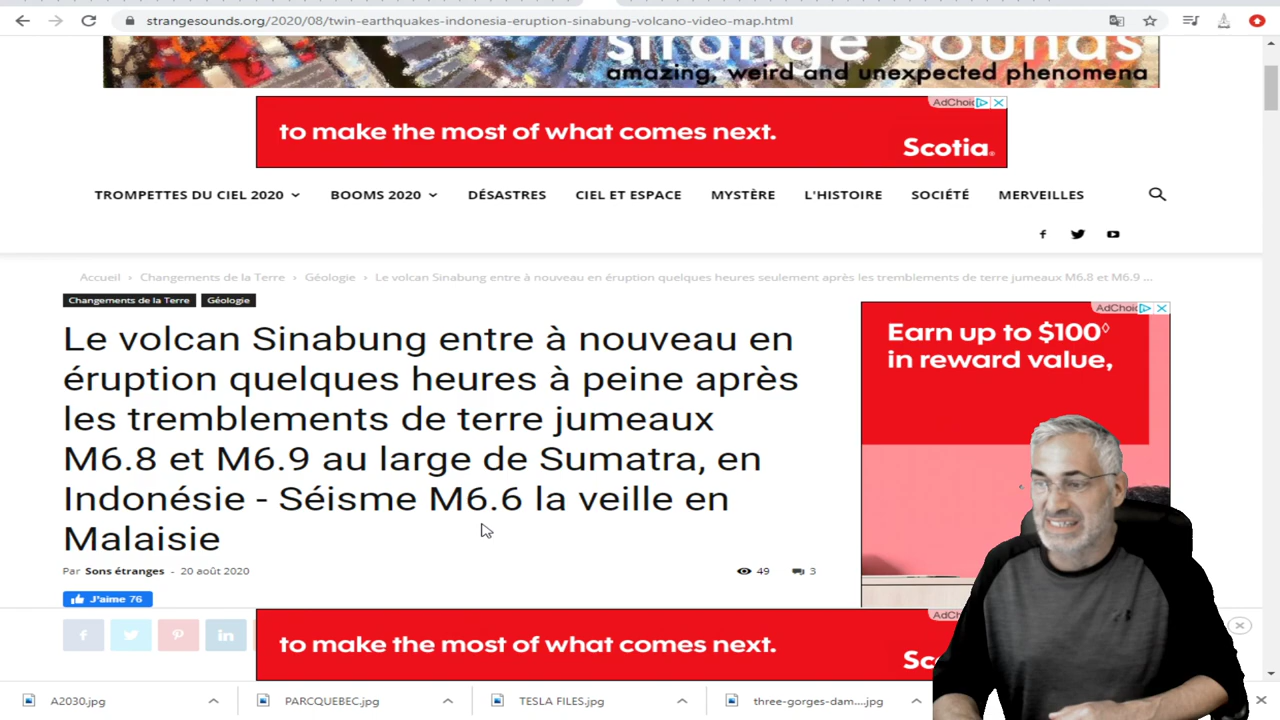 strangesounds.org/2020/08/twin-earthquakes-indonesia-eruption-sinabung-volcano-video-map.html
strange sounds
amazing, weird and unexpected phenomena
AdChoic
to make the most of what comes next.
Scotia.
TROMPETTES DU CIEL 2020
BOOMS 2020
DÉSASTRES
CIEL ET ESPACE
MYSTÈRE
L'HISTOIRE
SOCIÉTÉ
MERVEILLES
Accueil › Changements de la Terre › Géologie › Le volcan Sinabung entre à nouveau en éruption quelques heures seulement après les tremblements de terre jumeaux M6.8 et M6.9 ...
Changements de la Terre
Géologie
Le volcan Sinabung entre à nouveau en
éruption quelques heures à peine après
les tremblements de terre jumeaux
M6.8 et M6.9 au large de Sumatra, en
Indonésie - Séisme M6.6 la veille en
Malaisie
Par Sons étranges - 20 août 2020
49
3
J'aime 76
AdChoic
Earn up to $100◊
in reward value,
AdC
to make the most of what comes next.
Sc
A2030.jpg
PARCQUEBEC.jpg
TESLA FILES.jpg
three-gorges-dam....jpg